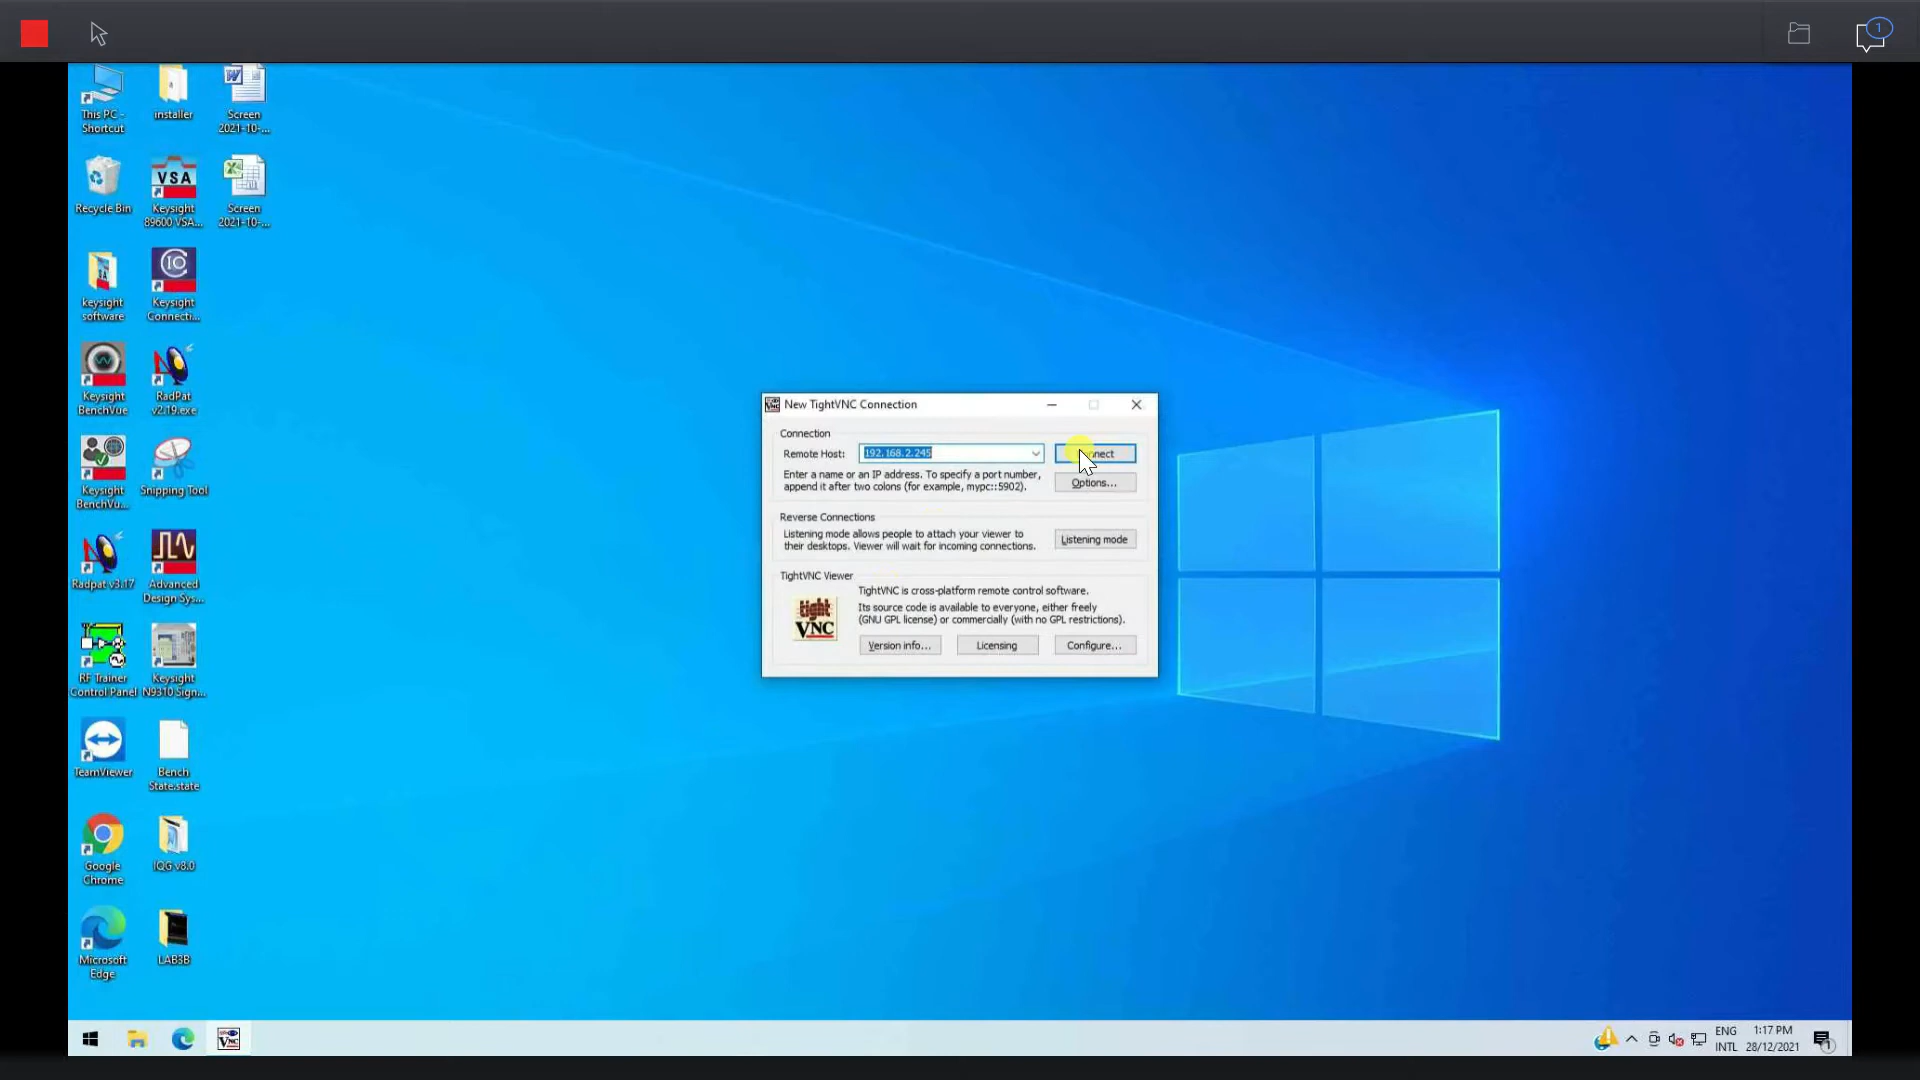 1
This PC -
Shortcut
installer
Screen
2021-10-...
Recycle Bin
VSA
Keysight
89600 VSA...
Screen
2021-10-...
keysight
software
IO
Keysight
Connecti...
Keysight
BenchVue
RadPat
v2.19.exe
Keysight
BenchVu...
Snipping Tool
Radpat v3.17
Advanced
Design Sys...
RF Trainer
Control Panel
Keysight
N9310 Sign...
TeamViewer
Bench
State.state
Google
Chrome
IQG v8.0
Microsoft
Edge
LAB3B
New TightVNC Connection
Connection
Remote Host:
192.168.2.245
Enter a name or an IP address. To specify a port number,
append it after two colons (for example, mypc::5902).
Options...
Reverse Connections
Listening mode allows people to attach your viewer to
their desktops. Viewer will wait for incoming connections.
Listening mode
TightVNC Viewer
TightVNC is cross-platform remote control software.
Its source code is available to everyone, either freely
(GNU GPL license) or commercially (with no GPL restrictions).
tight
VNC
Version info...
Licensing
Configure...
ENG
INTL
1:17 PM
28/12/2021
1